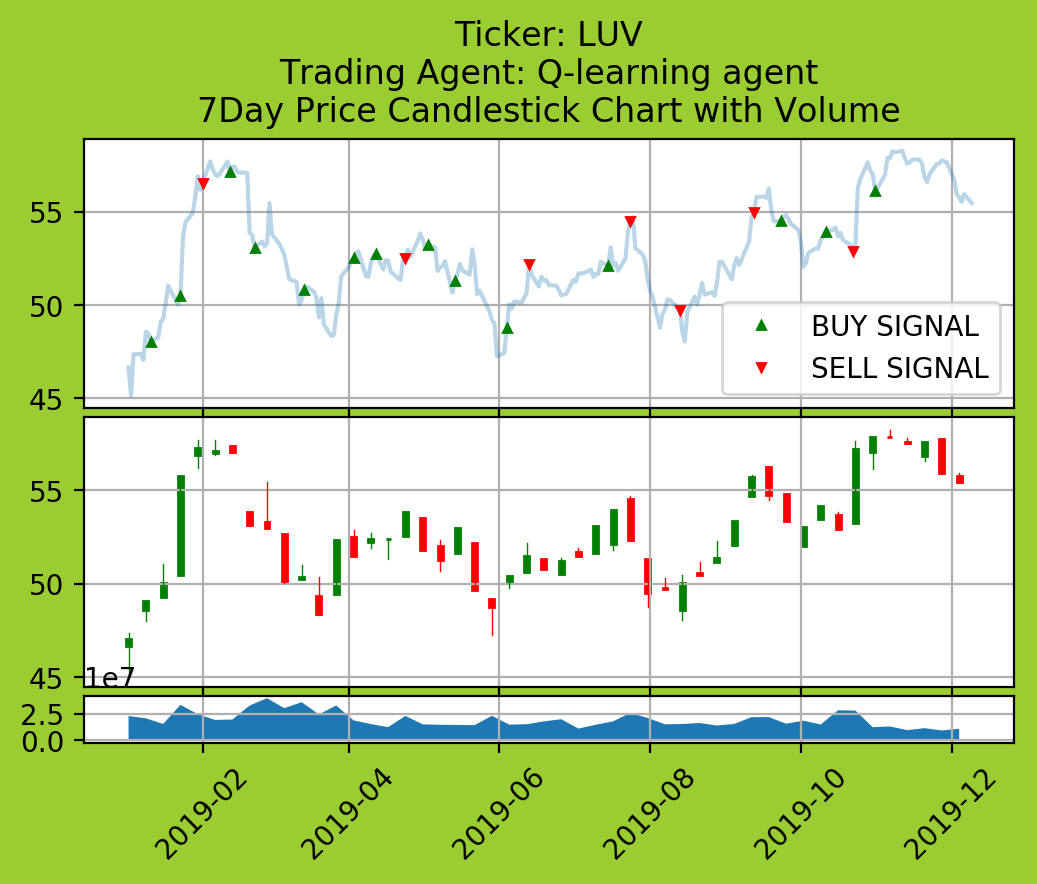 Ticker: LUV
Trading Agent: Q-learning agent
7Day Price Candlestick Chart with Volume
55
50
45
BUY SIGNAL
SELL SIGNAL
55
50
45
1e7
2.5
0.0
2019-02
2019-04
2019-06
2019-08
2019-10
2019-12